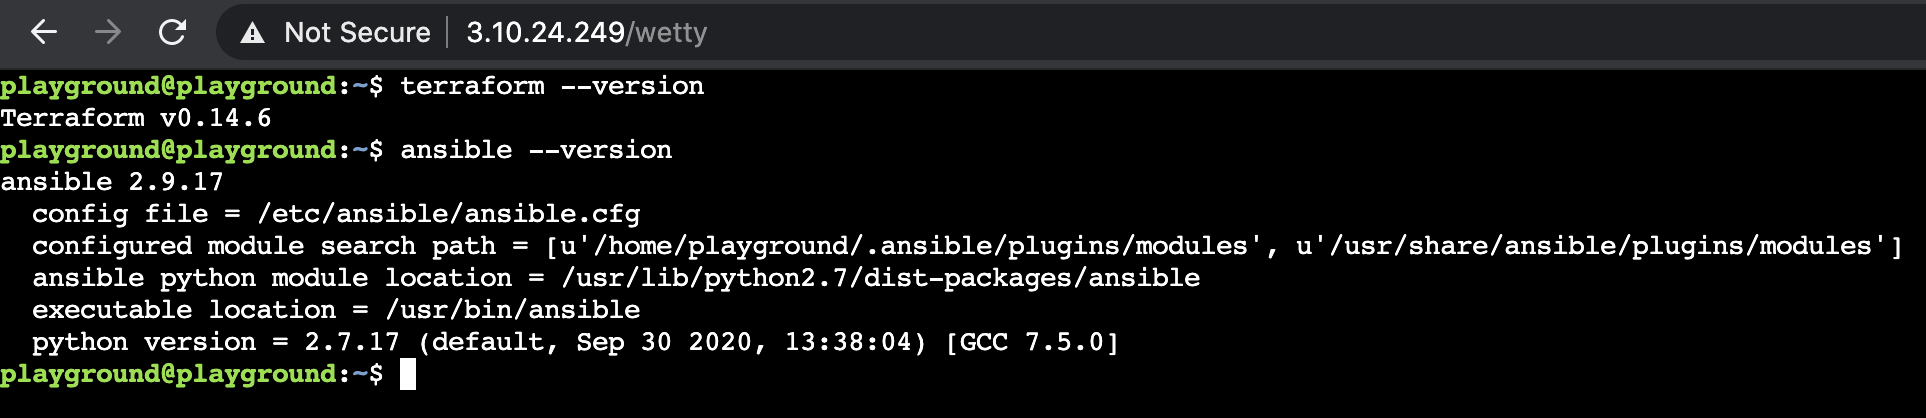 Not Secure 3.10.24.249/wetty
playground@playground:~$ terraform --version
Terraform v0.14.6
playground@playground:~$ ansible --version
ansible 2.9.17
  config file = /etc/ansible/ansible.cfg
  configured module search path = [u'/home/playground/.ansible/plugins/modules', u'/usr/share/ansible/plugins/modules']
  ansible python module location = /usr/lib/python2.7/dist-packages/ansible
  executable location = /usr/bin/ansible
  python version = 2.7.17 (default, Sep 30 2020, 13:38:04) [GCC 7.5.0]
playground@playground:~$